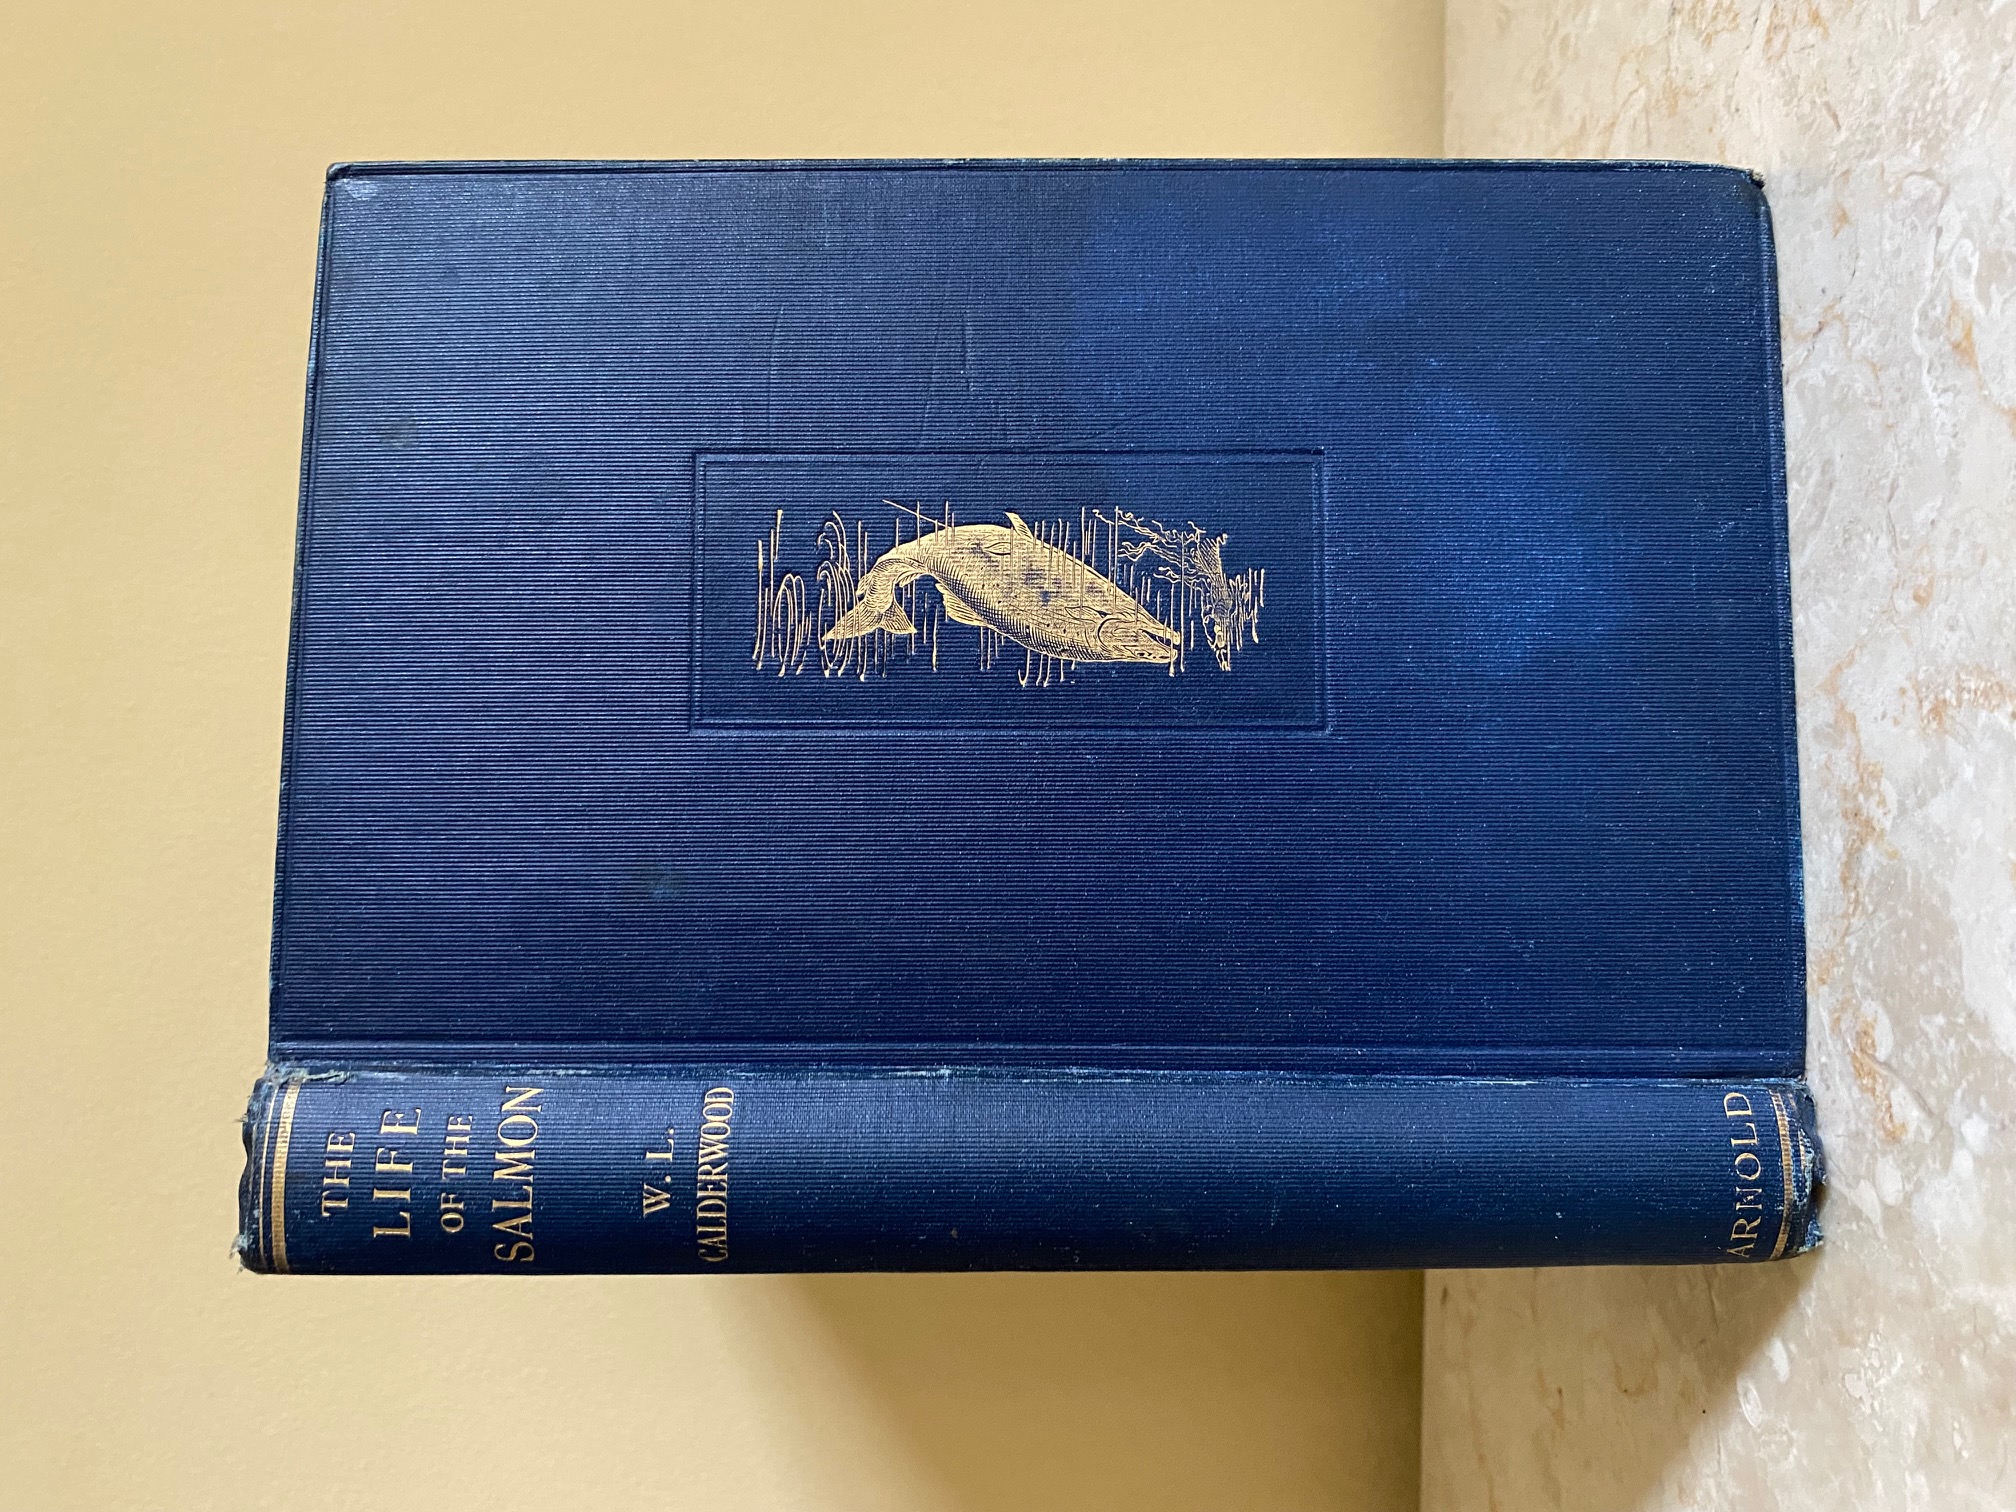 THE
LIFE
OF THE
SALMON
W. L.
CALDERWOOD
ARNOLD